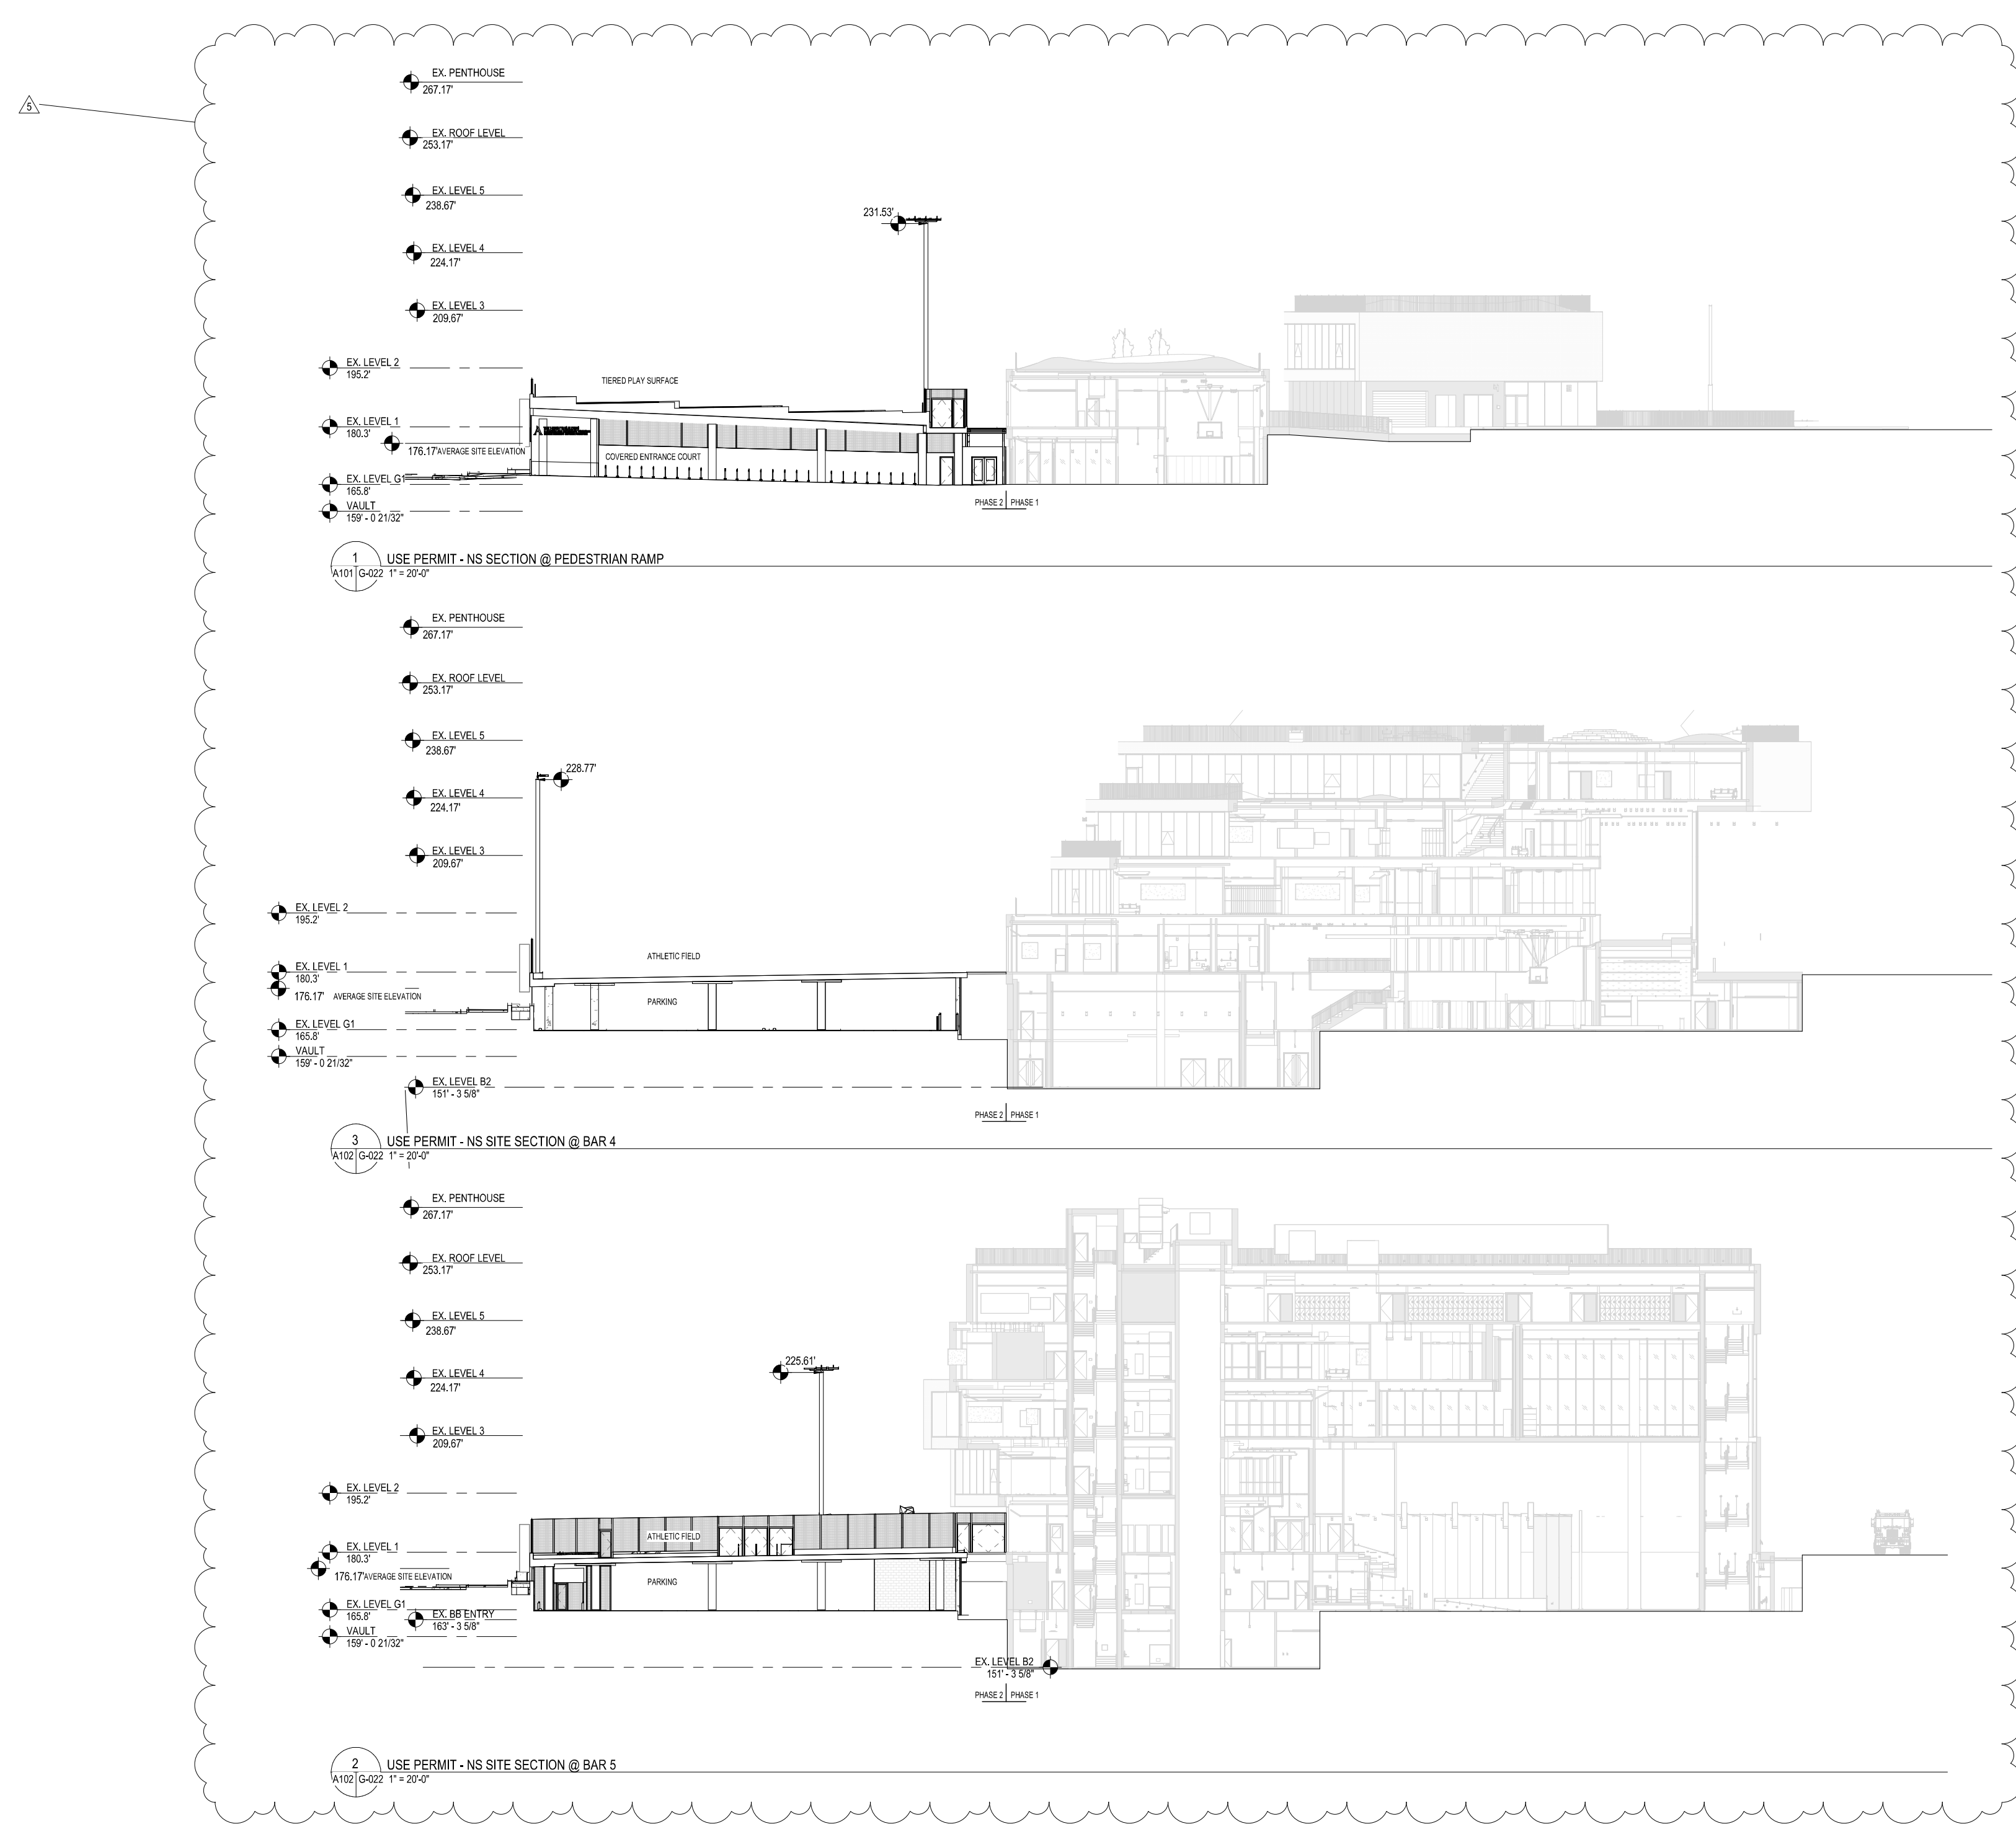 5
EX. PENTHOUSE
267.17'
EX. ROOF LEVEL
253.17'
EX. LEVEL 5
238.67'
231.53'
EX. LEVEL 4
224.17'
EX. LEVEL 3
209.67'
EX. LEVEL 2
195.2'
TIERED PLAY SURFACE
EX. LEVEL 1
180.3'
176.17' AVERAGE SITE ELEVATION
COVERED ENTRANCE COURT
EX. LEVEL G1
165.8'
VAULT
159' - 0 21/32"
PHASE 2 PHASE 1
1 USE PERMIT - NS SECTION @ PEDESTRIAN RAMP
A101 G-022 1" = 20'-0"
EX. PENTHOUSE
267.17'
EX. ROOF LEVEL
253.17'
EX. LEVEL 5
238.67'
228.77'
EX. LEVEL 4
224.17'
EX. LEVEL 3
209.67'
EX. LEVEL 2
195.2'
ATHLETIC FIELD
EX. LEVEL 1
180.3'
176.17' AVERAGE SITE ELEVATION
PARKING
EX. LEVEL G1
165.8'
VAULT
159' - 0 21/32"
EX. LEVEL B2
151' - 3 5/8"
PHASE 2 PHASE 1
3 USE PERMIT - NS SITE SECTION @ BAR 4
A102 G-022 1" = 20'-0"
EX. PENTHOUSE
267.17'
EX. ROOF LEVEL
253.17'
EX. LEVEL 5
238.67'
225.61'
EX. LEVEL 4
224.17'
EX. LEVEL 3
209.67'
EX. LEVEL 2
195.2'
ATHLETIC FIELD
EX. LEVEL 1
180.3'
176.17' AVERAGE SITE ELEVATION
PARKING
EX. LEVEL G1
165.8'
EX. BB ENTRY
163' - 3 5/8"
VAULT
159' - 0 21/32"
EX. LEVEL B2
151' - 3 5/8"
PHASE 2 PHASE 1
2 USE PERMIT - NS SITE SECTION @ BAR 5
A102 G-022 1" = 20'-0"